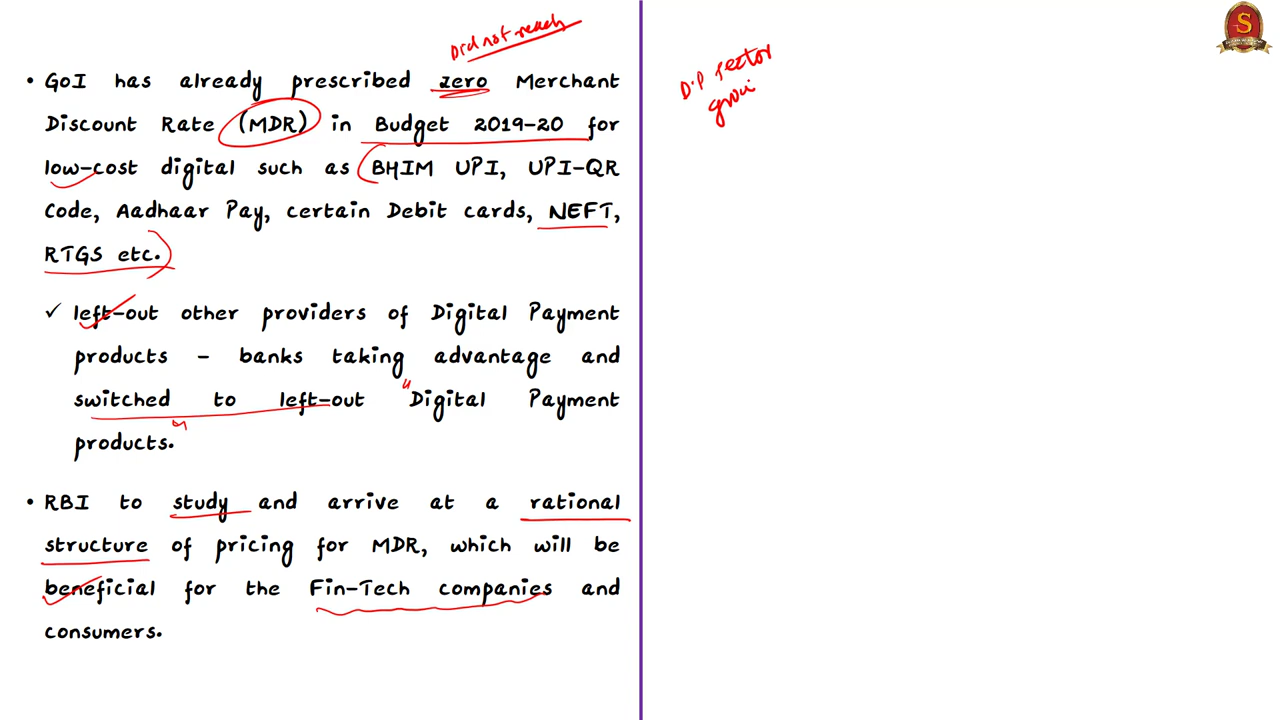 Did not reach
• GoI has already prescribed zero Merchant
Discount Rate (MDR) in Budget 2019-20 for
low-cost digital such as BHIM UPI, UPI-QR
Code, Aadhaar Pay, certain Debit cards, NEFT,
RTGS etc.
✓ left-out other providers of Digital Payment
products – banks taking advantage and
switched to left-out "Digital Payment
products."
• RBI to study and arrive at a rational
structure of pricing for MDR, which will be
beneficial for the Fin-Tech companies and
consumers.
D.P sector
S